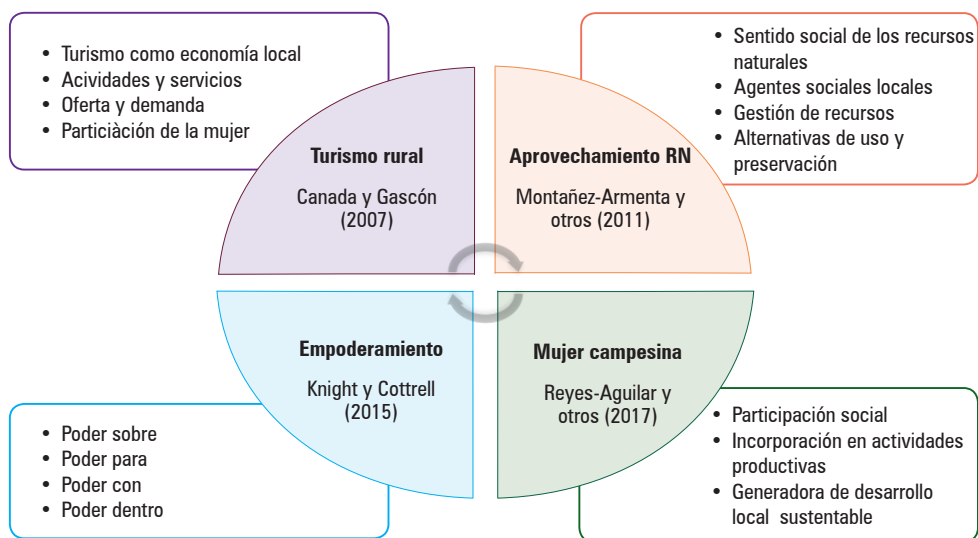 • Turismo como economía local
• Acividades y servicios
• Oferta y demanda
• Particiàción de la mujer
• Sentido social de los recursos
naturales
• Agentes sociales locales
• Gestión de recursos
• Alternativas de uso y
preservación
Turismo rural
Canada y Gascón
(2007)
Aprovechamiento RN
Montañez-Armenta y
otros (2011)
Empoderamiento
Knight y Cottrell
(2015)
Mujer campesina
Reyes-Aguilar y
otros (2017)
• Poder sobre
• Poder para
• Poder con
• Poder dentro
• Participación social
• Incorporación en actividades
productivas
• Generadora de desarrollo
local sustentable